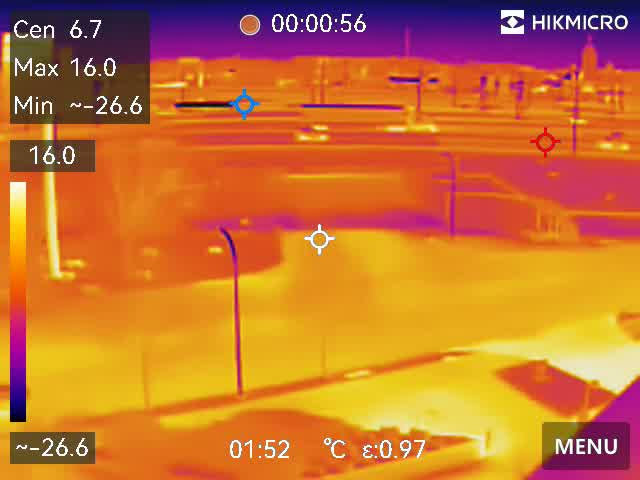 Cen 6.7
Max 16.0
Min ~-26.6
00:00:56
HIKMICRO
16.0
~-26.6
01:52 ℃ ε:0.97
MENU